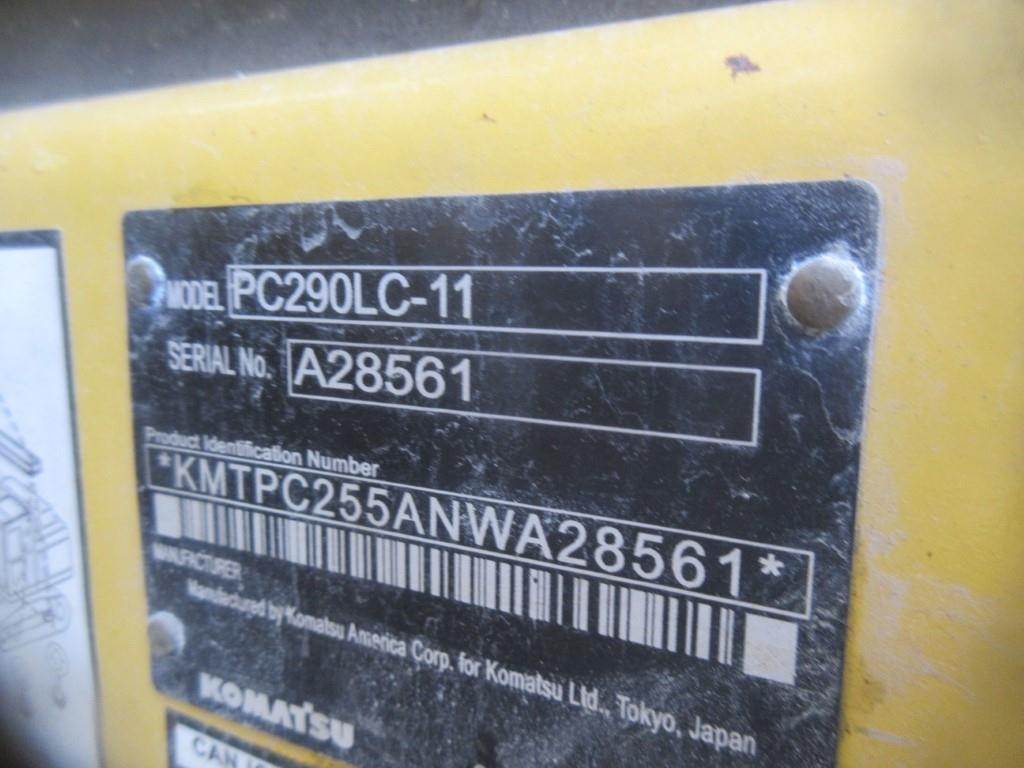 MODEL PC290LC-11
SERIAL No. A28561
Product Identification Number
*KMTPC255ANWA28561*
MANUFACTURER
Manufactured by Komatsu America Corp. for Komatsu Ltd., Tokyo, Japan
KOMATSU
CAN